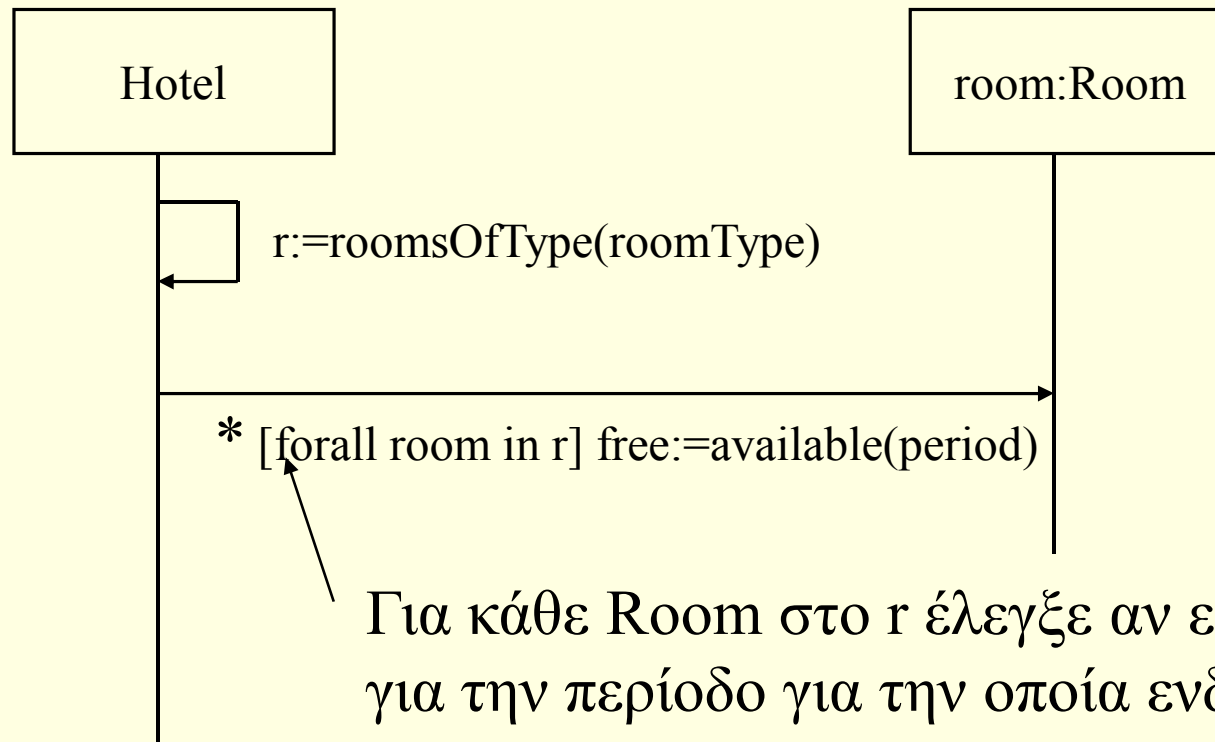 Hotel
room:Room
r:=roomsOfType(roomType)
* [forall room in r] free:=available(period)
Για κάθε Room στο r έλεγξε αν
για την περίοδο για την οποία